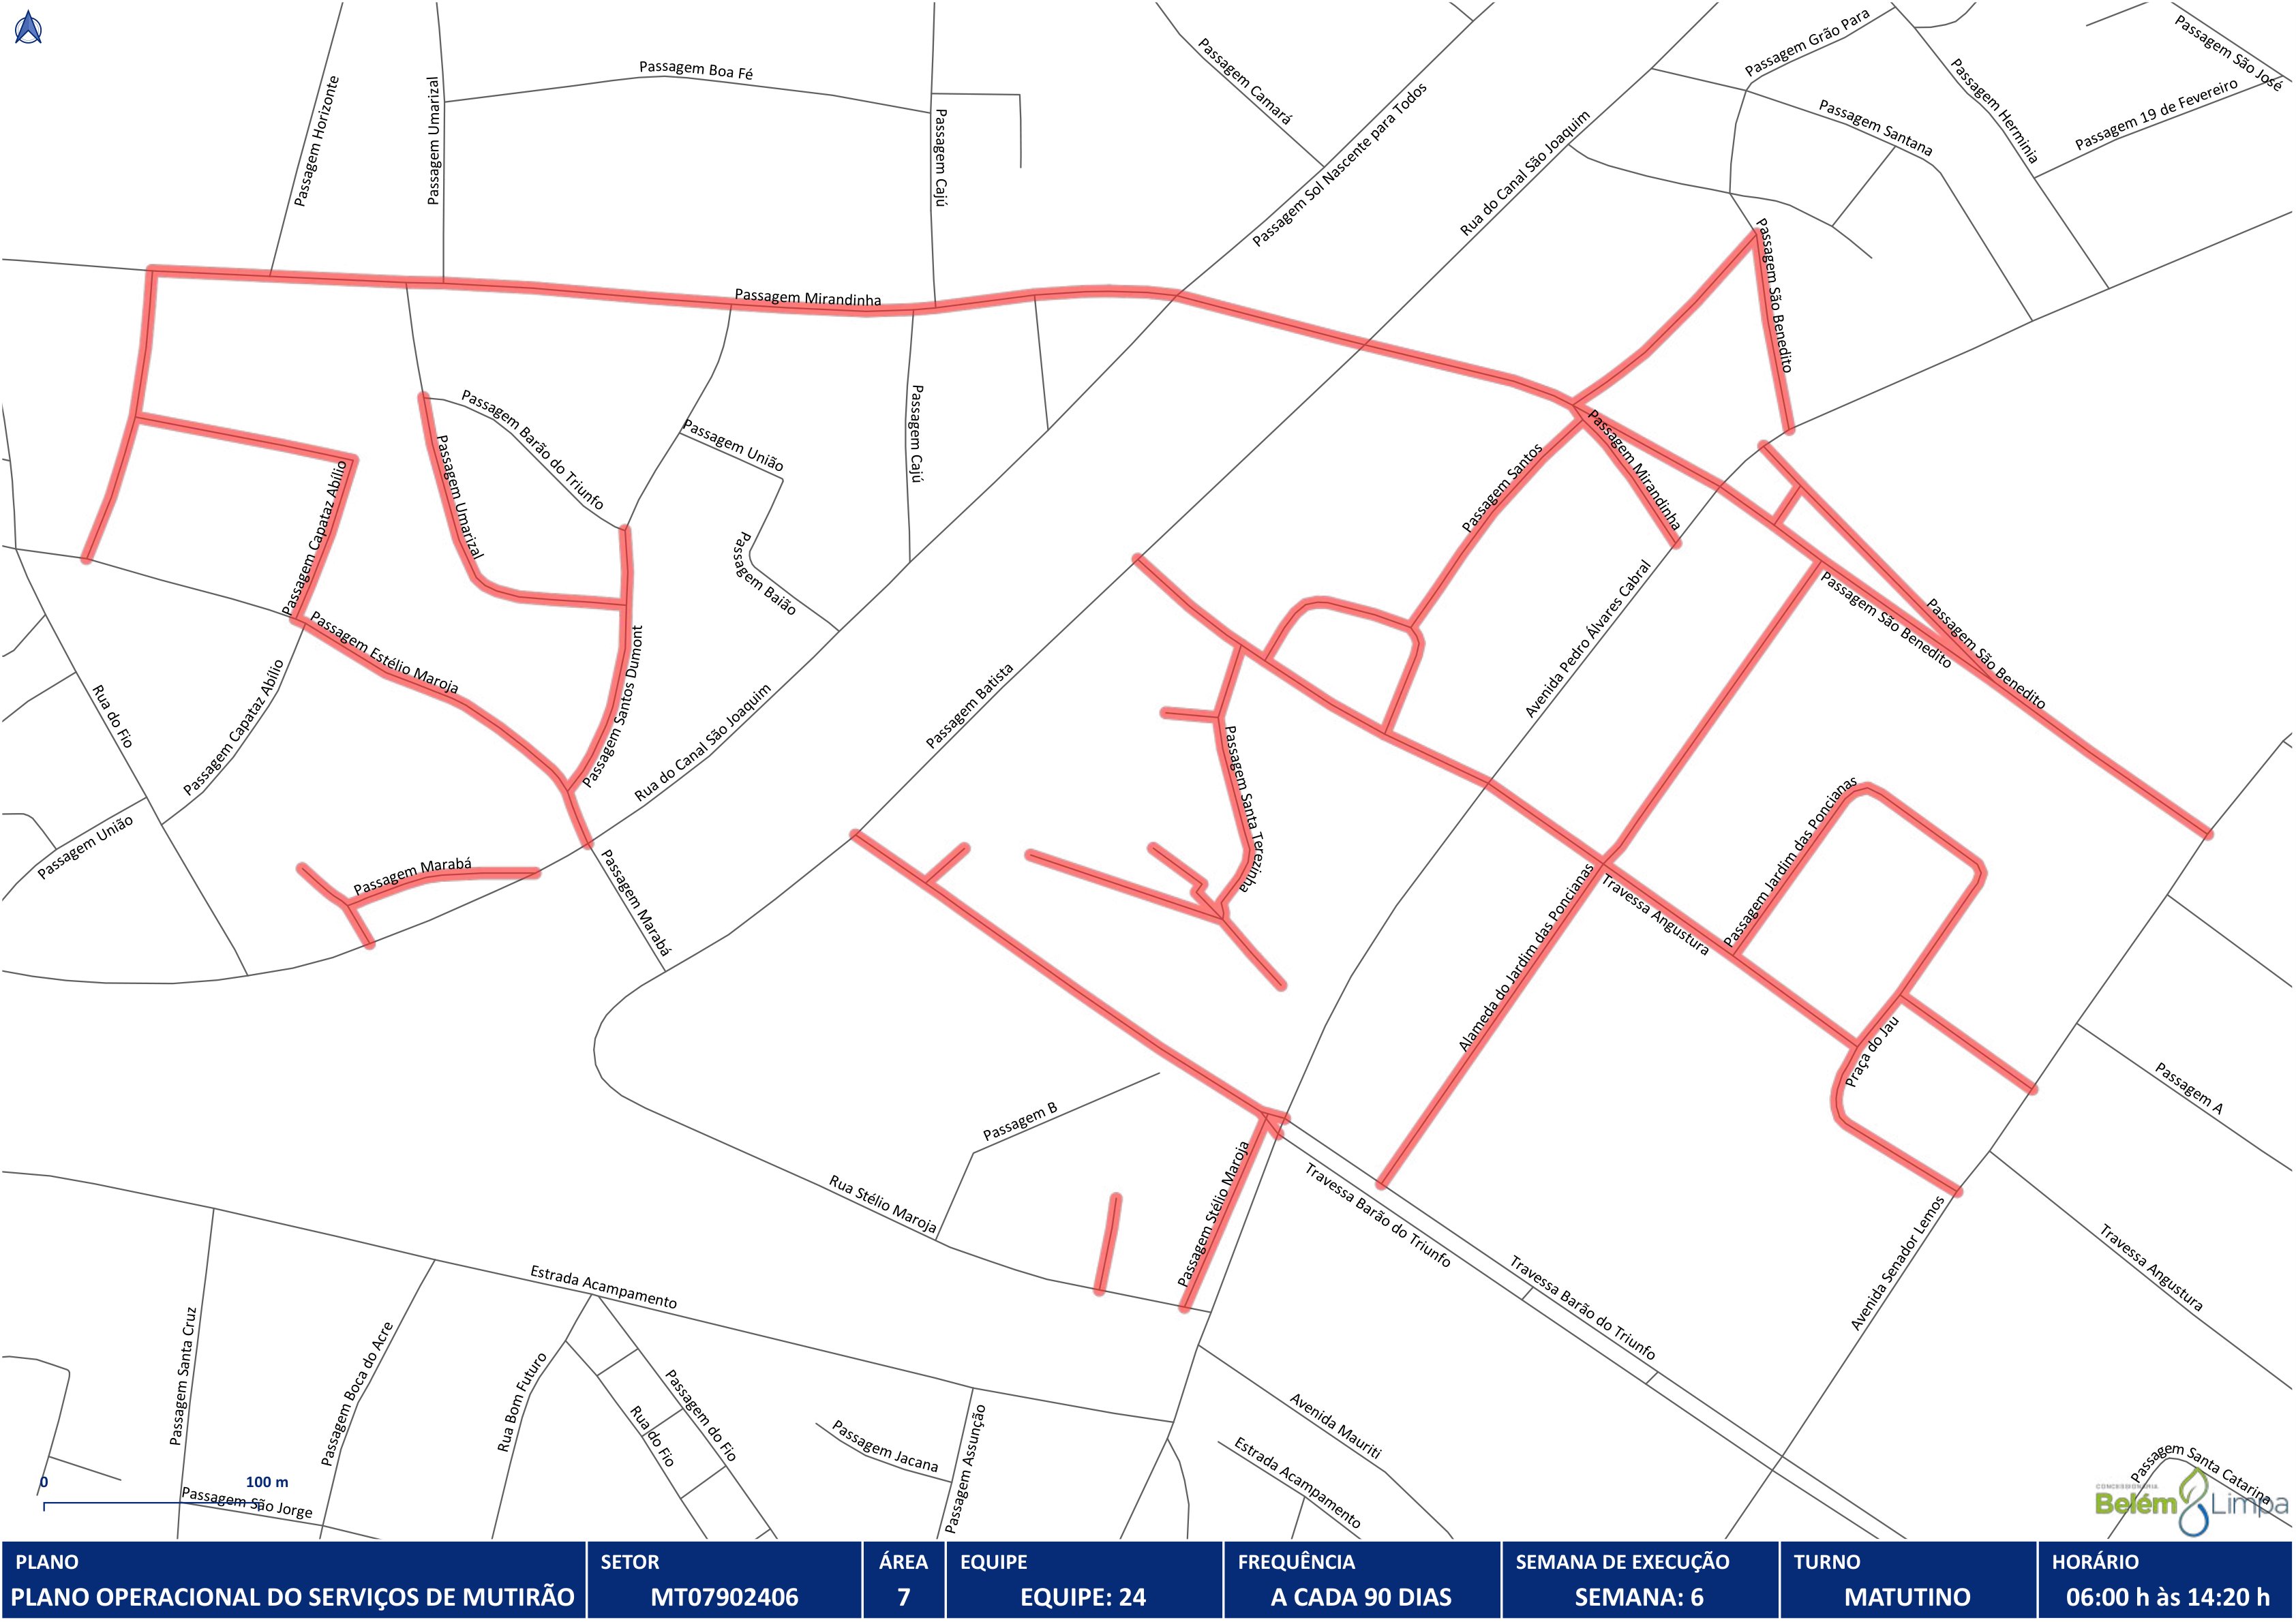 Passagem Grão Para
Passagem São José
Passagem Horizonte
Passagem Umarizal
Passagem Boa Fé
Passagem Camará
Passagem Sol Nascente para Todos
Rua do Canal São Joaquim
Passagem Santana
Passagem Hermínia
Passagem 19 de Fevereiro
Passagem Cajú
Passagem São Benedito
Passagem Mirandinha
Passagem Barão do Triunfo
Passagem União
Passagem Cajú
Passagem Umarizal
Passagem Capataz Abílio
Passagem Baião
Passagem Santos
Passagem Mirandinha
Passagem Estélio Maroja
Passagem Santos Dumont
Avenida Pedro Álvares Cabral
Passagem São Benedito
Passagem São Benedito
Rua do Fio
Passagem Capataz Abílio
Rua do Canal São Joaquim
Passagem Batista
Passagem Santa Terezinha
Passagem União
Passagem Marabá
Passagem Marabá
Passagem Jardim das Poncianas
Alameda do Jardim das Poncianas
Travessa Angustura
Praça do Jau
Passagem A
Passagem B
Rua Stélio Maroja
Passagem Stélio Maroja
Travessa Barão do Triunfo
Travessa Barão do Triunfo
Avenida Senador Lemos
Travessa Angustura
Estrada Acampamento
Passagem Santa Cruz
Passagem Boca do Acre
Rua Bom Futuro
Rua do Fio
Passagem do Fio
Passagem Jacana
Passagem Assunção
Avenida Mauriti
Estrada Acampamento
Passagem Santa Catarina
0 100 m
Passagem São Jorge
CONCESSIONÁRIA
Belém Limpa
PLANO
PLANO OPERACIONAL DO SERVIÇOS DE MUTIRÃO
SETOR
MT07902406
ÁREA
7
EQUIPE
EQUIPE: 24
FREQUÊNCIA
A CADA 90 DIAS
SEMANA DE EXECUÇÃO
SEMANA: 6
TURNO
MATUTINO
HORÁRIO
06:00 h às 14:20 h